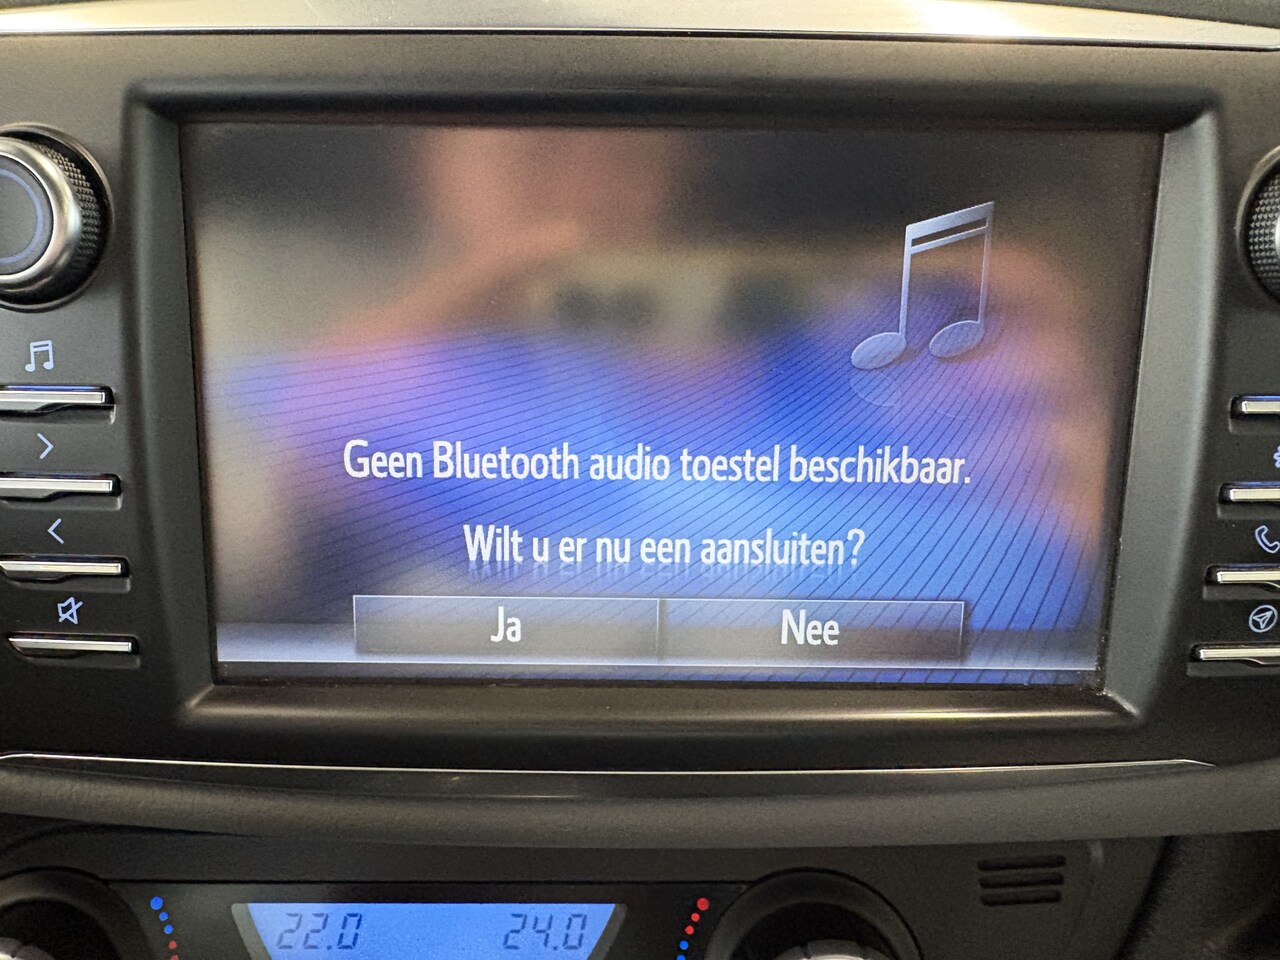 Geen Bluetooth audio toestel beschikbaar.
Wilt u er nu een aansluiten?
Ja Nee
22.0 24.0